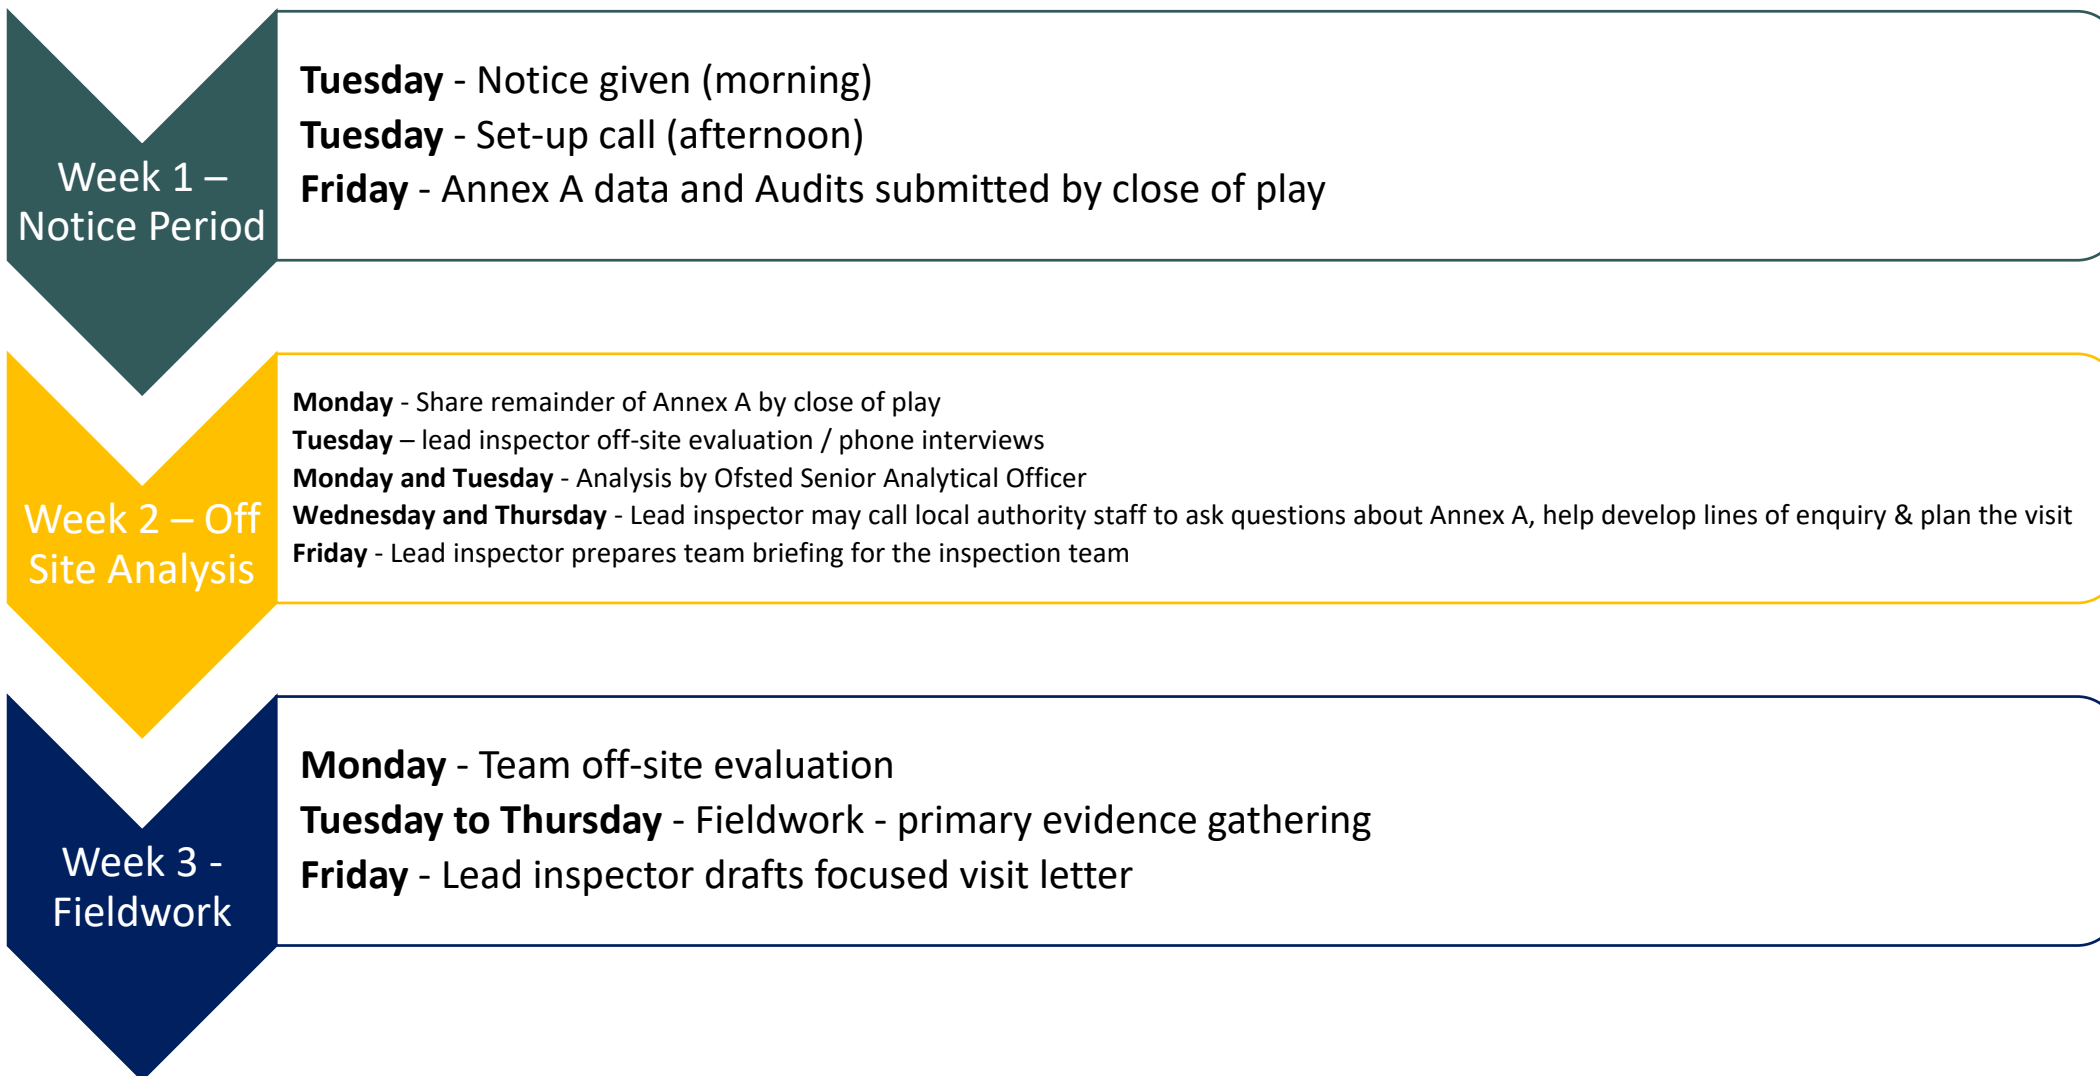 Week 1 –
Notice Period
Tuesday - Notice given (morning)
Tuesday - Set-up call (afternoon)
Friday - Annex A data and Audits submitted by close of play
Week 2 – Off
Site Analysis
Monday - Share remainder of Annex A by close of play
Tuesday – lead inspector off-site evaluation / phone interviews
Monday and Tuesday - Analysis by Ofsted Senior Analytical Officer
Wednesday and Thursday - Lead inspector may call local authority staff to ask questions about Annex A, help develop lines of enquiry & plan the visit
Friday - Lead inspector prepares team briefing for the inspection team
Week 3 -
Fieldwork
Monday - Team off-site evaluation
Tuesday to Thursday - Fieldwork - primary evidence gathering
Friday - Lead inspector drafts focused visit letter